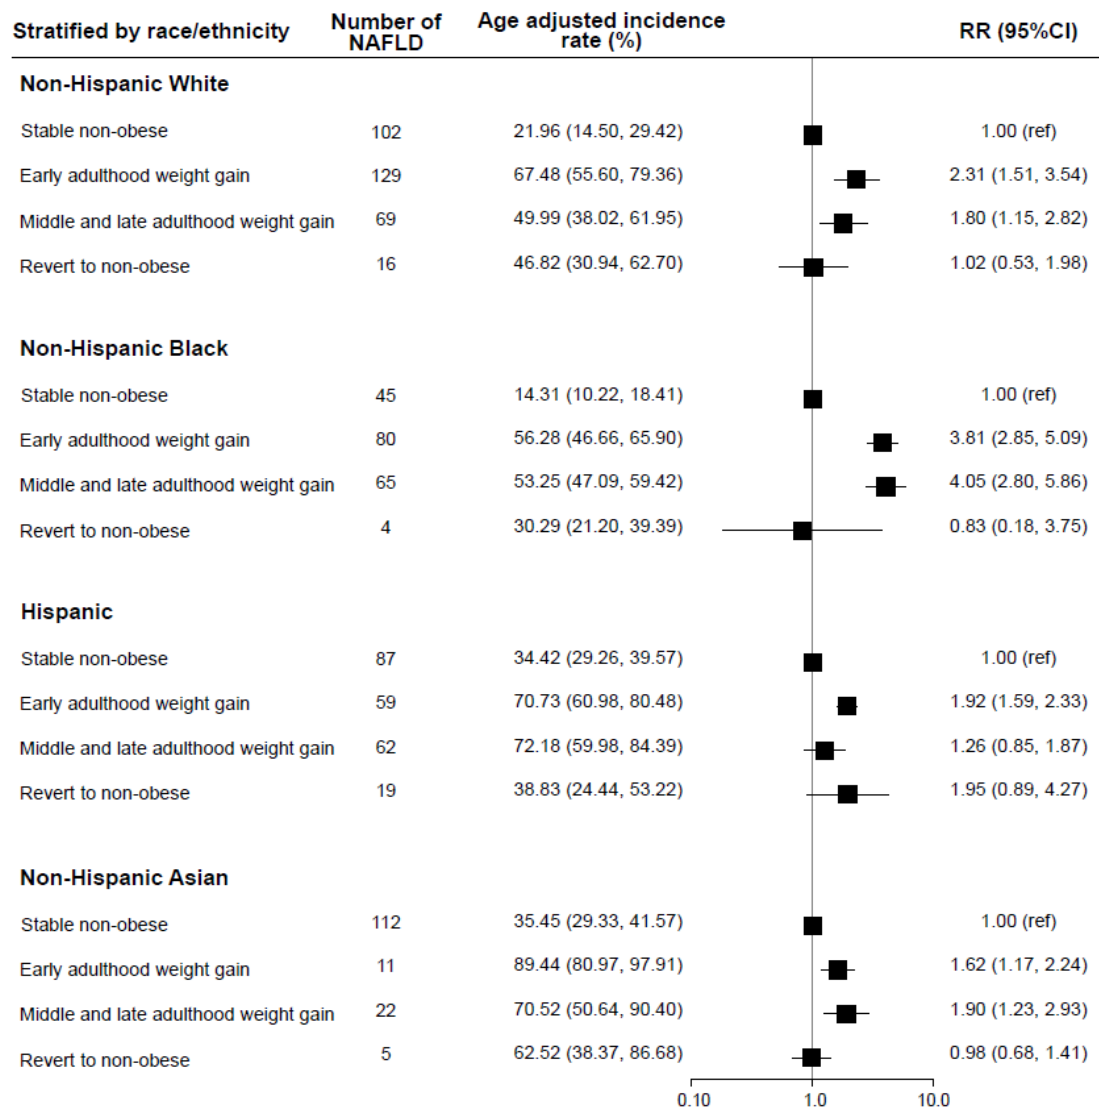 Stratified by race/ethnicity Number of NAFLD Age adjusted incidence rate (%) RR (95%CI)
Non-Hispanic White
Stable non-obese 102 21.96 (14.50, 29.42) 1.00 (ref)
Early adulthood weight gain 129 67.48 (55.60, 79.36) 2.31 (1.51, 3.54)
Middle and late adulthood weight gain 69 49.99 (38.02, 61.95) 1.80 (1.15, 2.82)
Revert to non-obese 16 46.82 (30.94, 62.70) 1.02 (0.53, 1.98)
Non-Hispanic Black
Stable non-obese 45 14.31 (10.22, 18.41) 1.00 (ref)
Early adulthood weight gain 80 56.28 (46.66, 65.90) 3.81 (2.85, 5.09)
Middle and late adulthood weight gain 65 53.25 (47.09, 59.42) 4.05 (2.80, 5.86)
Revert to non-obese 4 30.29 (21.20, 39.39) 0.83 (0.18, 3.75)
Hispanic
Stable non-obese 87 34.42 (29.26, 39.57) 1.00 (ref)
Early adulthood weight gain 59 70.73 (60.98, 80.48) 1.92 (1.59, 2.33)
Middle and late adulthood weight gain 62 72.18 (59.98, 84.39) 1.26 (0.85, 1.87)
Revert to non-obese 19 38.83 (24.44, 53.22) 1.95 (0.89, 4.27)
Non-Hispanic Asian
Stable non-obese 112 35.45 (29.33, 41.57) 1.00 (ref)
Early adulthood weight gain 11 89.44 (80.97, 97.91) 1.62 (1.17, 2.24)
Middle and late adulthood weight gain 22 70.52 (50.64, 90.40) 1.90 (1.23, 2.93)
Revert to non-obese 5 62.52 (38.37, 86.68) 0.98 (0.68, 1.41)
0.10 1.0 10.0